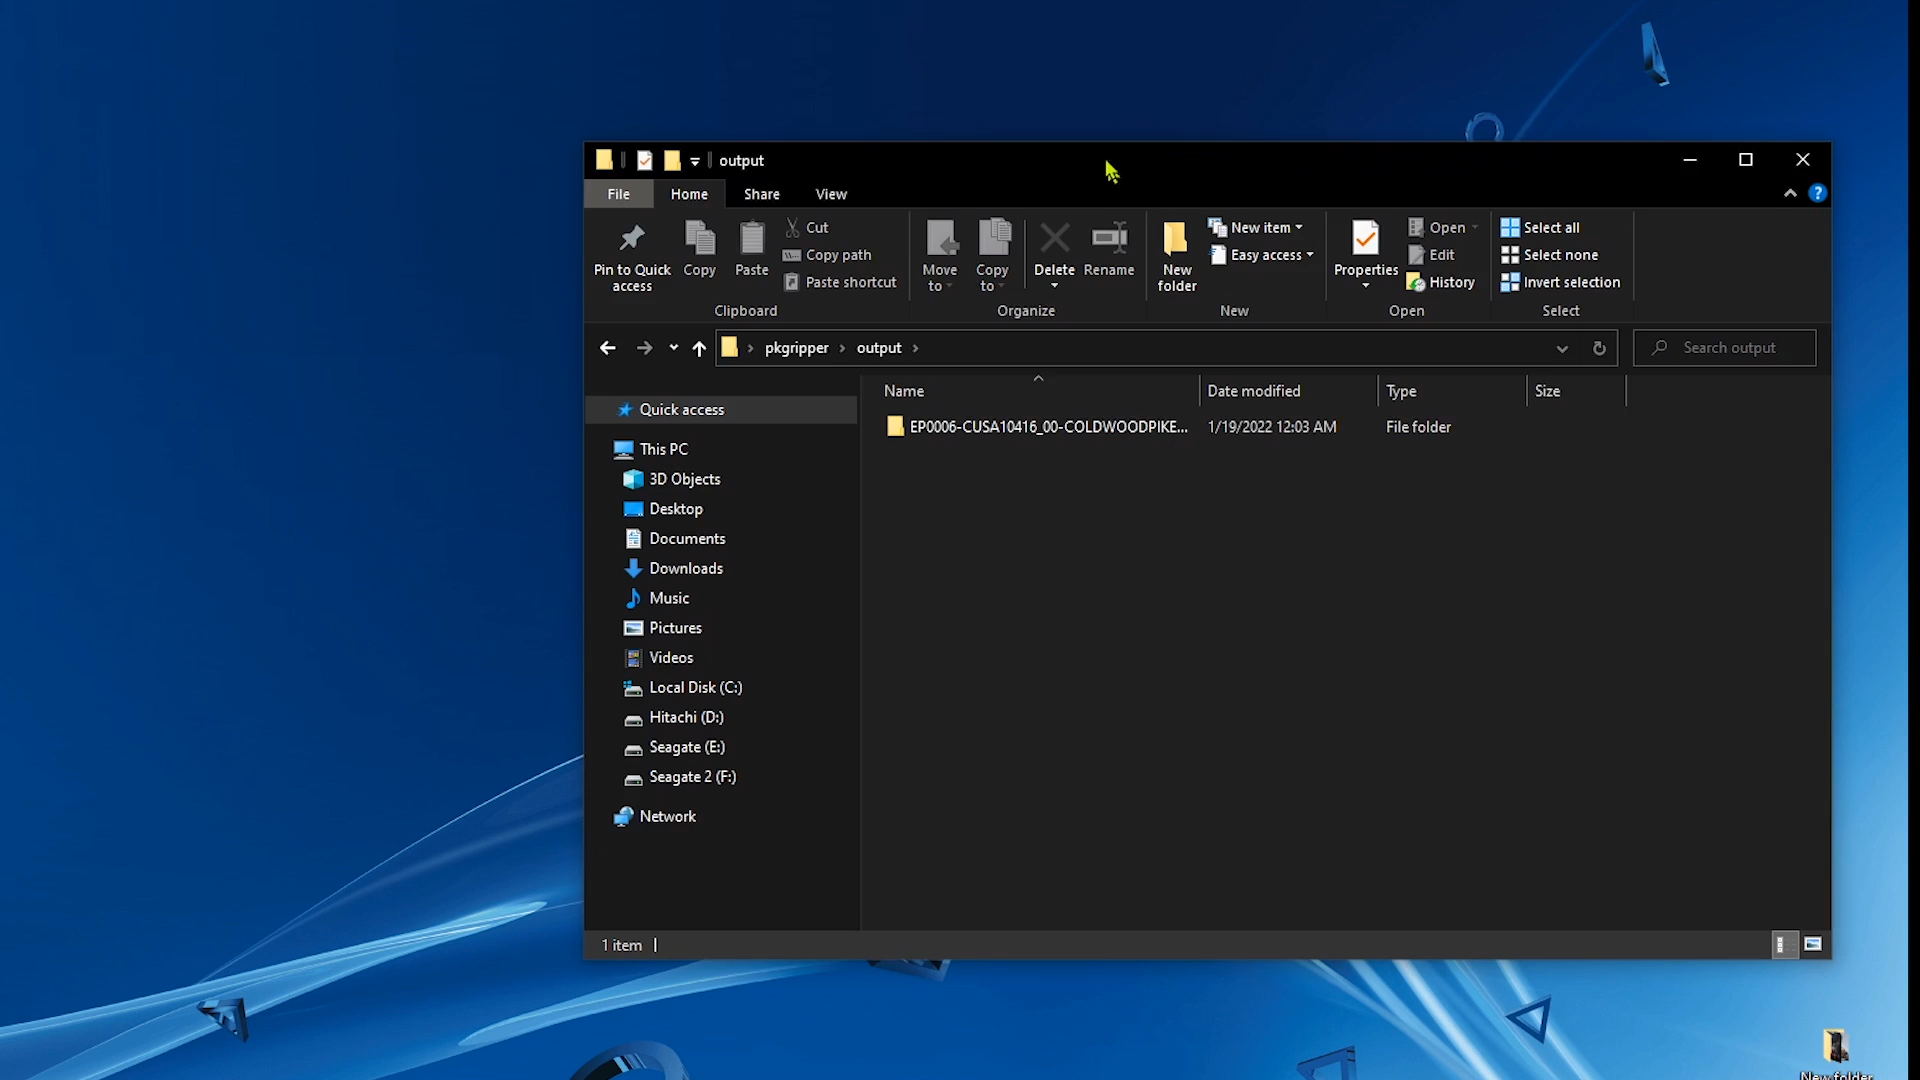 output
File Home Share View
Pin to Quick access
Copy
Paste
Cut
Copy path
Paste shortcut
Clipboard
Move to
Copy to
Delete
Rename
Organize
New folder
New item
Easy access
New
Properties
Open
Edit
History
Open
Select all
Select none
Invert selection
Select
pkgripper > output >
Search output
Name Date modified Type Size
EP0006-CUSA10416_00-COLDWOODPIKE... 1/19/2022 12:03 AM File folder
Quick access
This PC
3D Objects
Desktop
Documents
Downloads
Music
Pictures
Videos
Local Disk (C:)
Hitachi (D:)
Seagate (E:)
Seagate 2 (F:)
Network
1 item
New folder